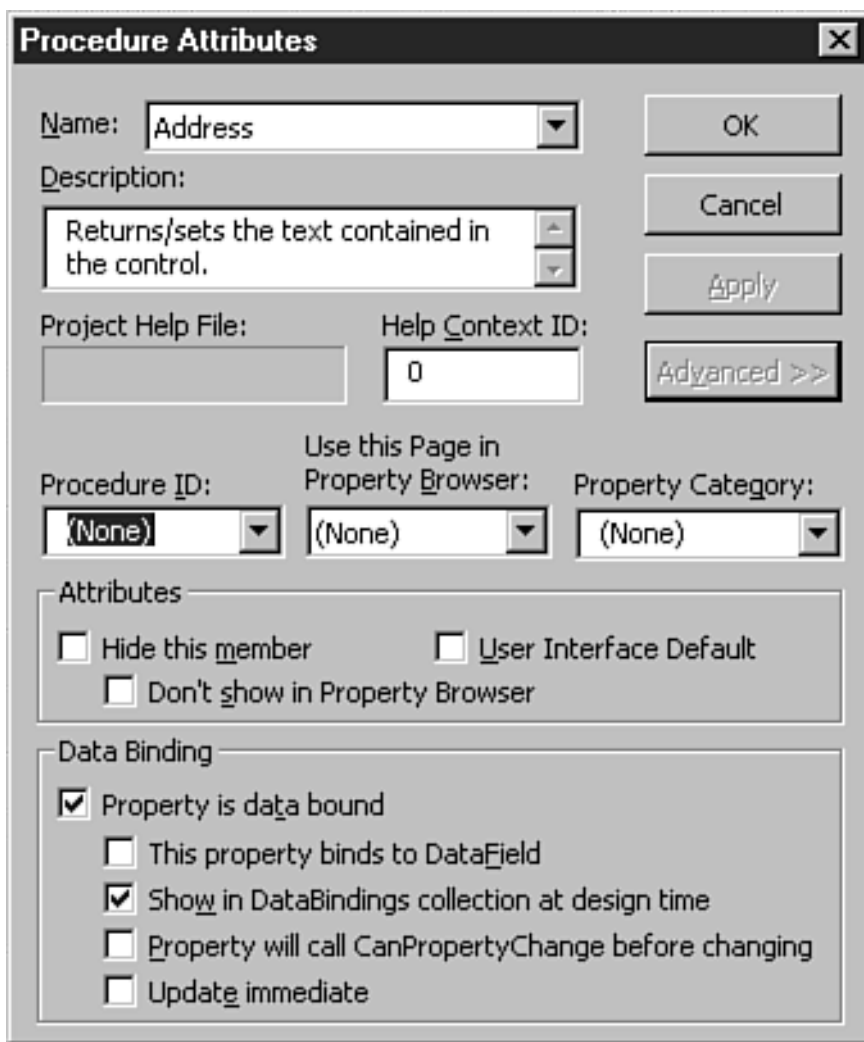 Procedure Attributes
Name:
Address
OK
Description:
Returns/sets the text contained in
the control.
Cancel
Apply
Project Help File:
Help Context ID:
0
Advanced >>
Procedure ID:
Use this Page in
Property Browser:
Property Category:
(None)
(None)
(None)
Attributes
Hide this member
User Interface Default
Don't show in Property Browser
Data Binding
Property is data bound
This property binds to DataField
Show in DataBindings collection at design time
Property will call CanPropertyChange before changing
Update immediate